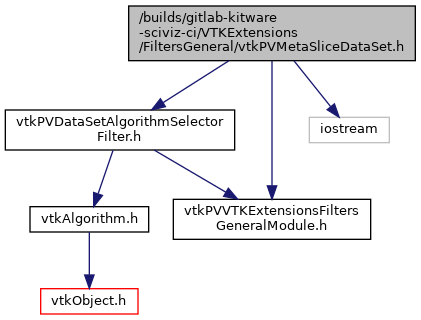 /builds/gitlab-kitware
-sciviz-ci/VTKExtensions
/FiltersGeneral/vtkPVMetaSliceDataSet.h
vtkPVDataSetAlgorithmSelector
Filter.h
iostream
vtkAlgorithm.h
vtkPVVTKExtensionsFilters
GeneralModule.h
vtkObject.h